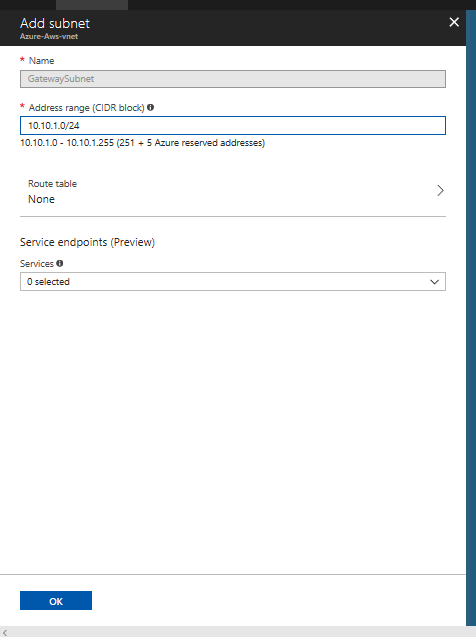 Add subnet
Azure-Aws-vnet
* Name
GatewaySubnet
* Address range (CIDR block)
10.10.1.0/24
10.10.1.0 - 10.10.1.255 (251 + 5 Azure reserved addresses)
Route table
None
Service endpoints (Preview)
Services
0 selected
OK